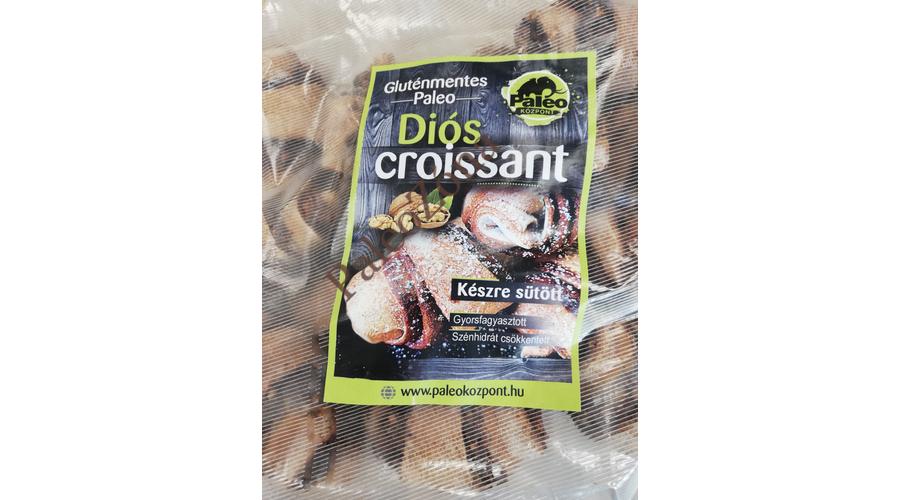 Gluténmentes
Paleo
Paleo
KÖZPONT
Diós
croissant
Készre sütött
Gyorsfagyasztott
Szénhidrát csökkentett
www.paleokozpont.hu